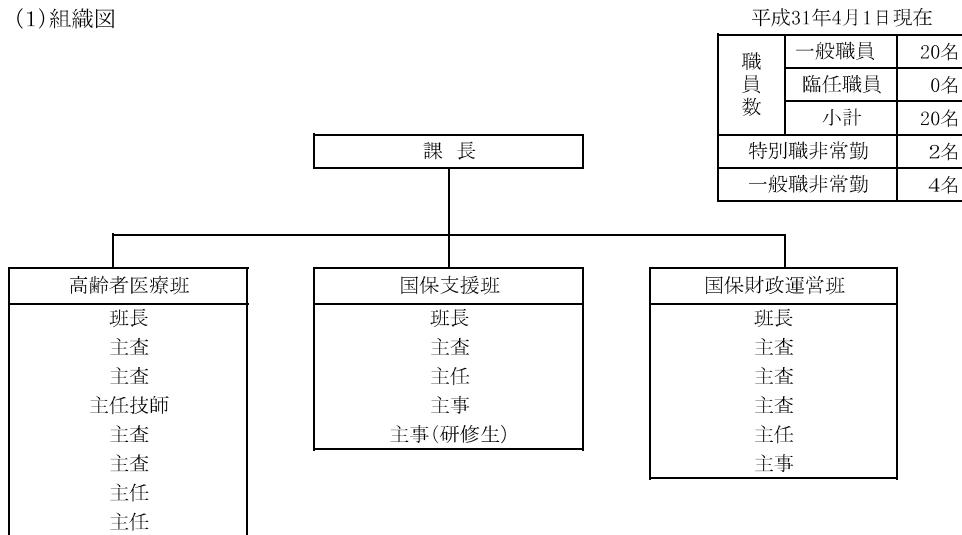 (1)組織図
平成31年4月1日現在
職員数
一般職員 20名
臨任職員 0名
小計 20名
特別職非常勤 2名
一般職非常勤 4名
課 長
高齢者医療班
班長
主査
主査
主任技師
主査
主査
主任
主任
国保支援班
班長
主査
主任
主事
主事(研修生)
国保財政運営班
班長
主査
主査
主査
主任
主事